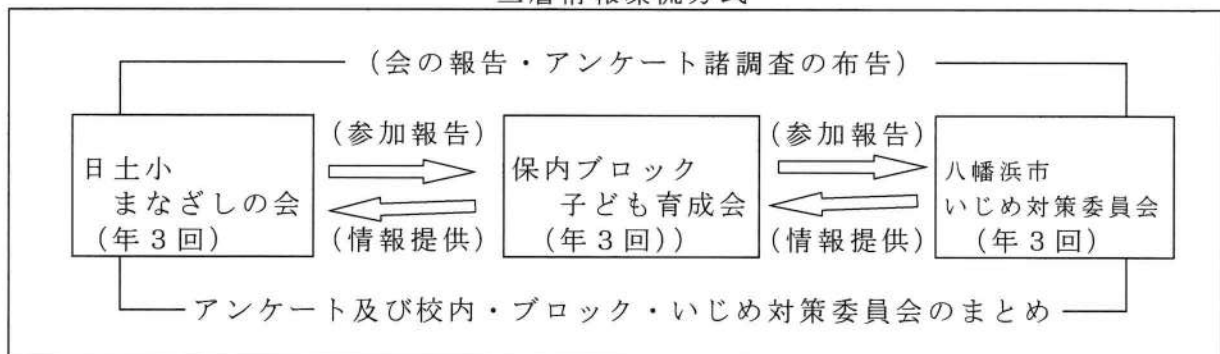 (会の報告・アンケート諸調査の布告)
(参加報告)
(参加報告)
日土小
まなざしの会
(年3回)
保内ブロック
子ども育成会
(年3回))
八幡浜市
いじめ対策委員会
(年3回)
(情報提供)
(情報提供)
アンケート及び校内・ブロック・いじめ対策委員会のまとめ